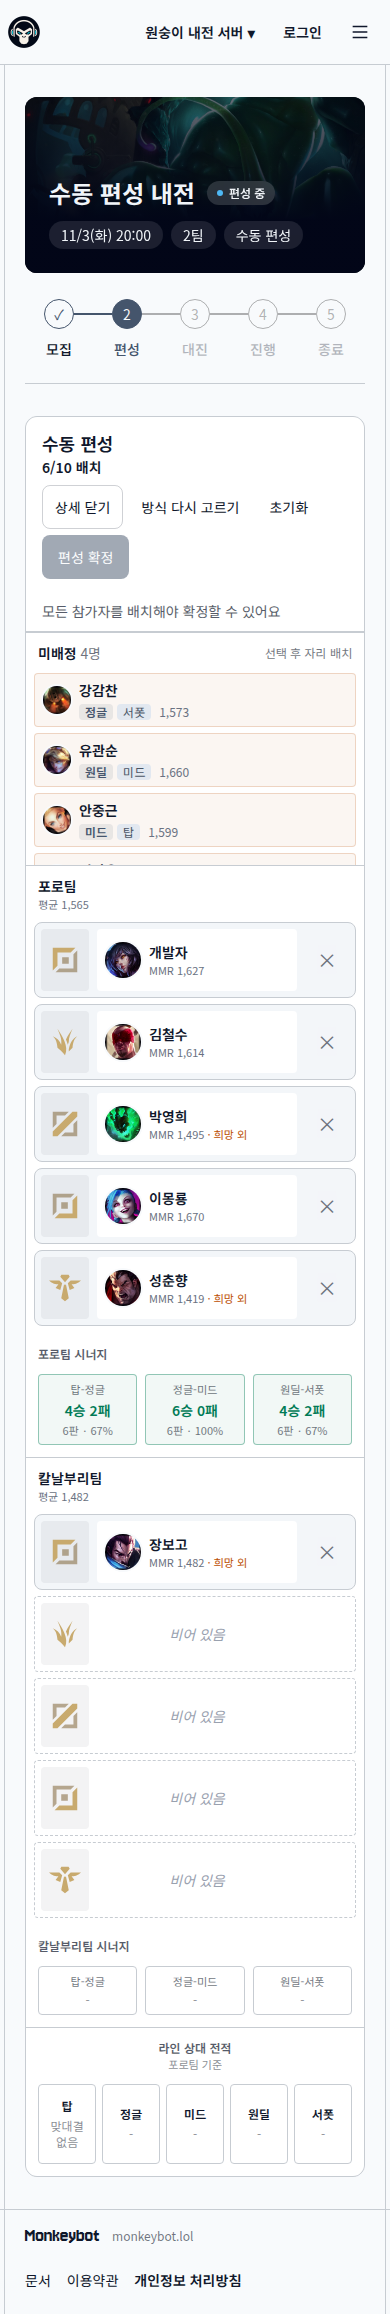 원숭이 내전 서버 ▾ 로그인
수동 편성 내전 편성 중
11/3(화) 20:00 2팀 수동 편성
✓ 2 3 4 5
모집 편성 대진 진행 종료
수동 편성
6/10 배치
상세 닫기 방식 다시 고르기 초기화
편성 확정
모든 참가자를 배치해야 확정할 수 있어요
미배정 4명 선택 후 자리 배치
강감찬
정글 서폿 1,573
유관순
원딜 미드 1,660
안중근
미드 탑 1,599
포로팀
평균 1,565
개발자
MMR 1,627
김철수
MMR 1,614
박영희
MMR 1,495 · 희망 외
이몽룡
MMR 1,670
성춘향
MMR 1,419 · 희망 외
포로팀 시너지
탑-정글 정글-미드 원딜-서폿
4승 2패 6승 0패 4승 2패
6판 · 67% 6판 · 100% 6판 · 67%
칼날부리팀
평균 1,482
장보고
MMR 1,482 · 희망 외
비어 있음
비어 있음
비어 있음
비어 있음
칼날부리팀 시너지
탑-정글 정글-미드 원딜-서폿
- - -
라인 상대 전적
포로팀 기준
탑 정글 미드 원딜 서폿
맞대결 없음 - - - -
Monkeybot monkeybot.lol
문서 이용약관 개인정보 처리방침